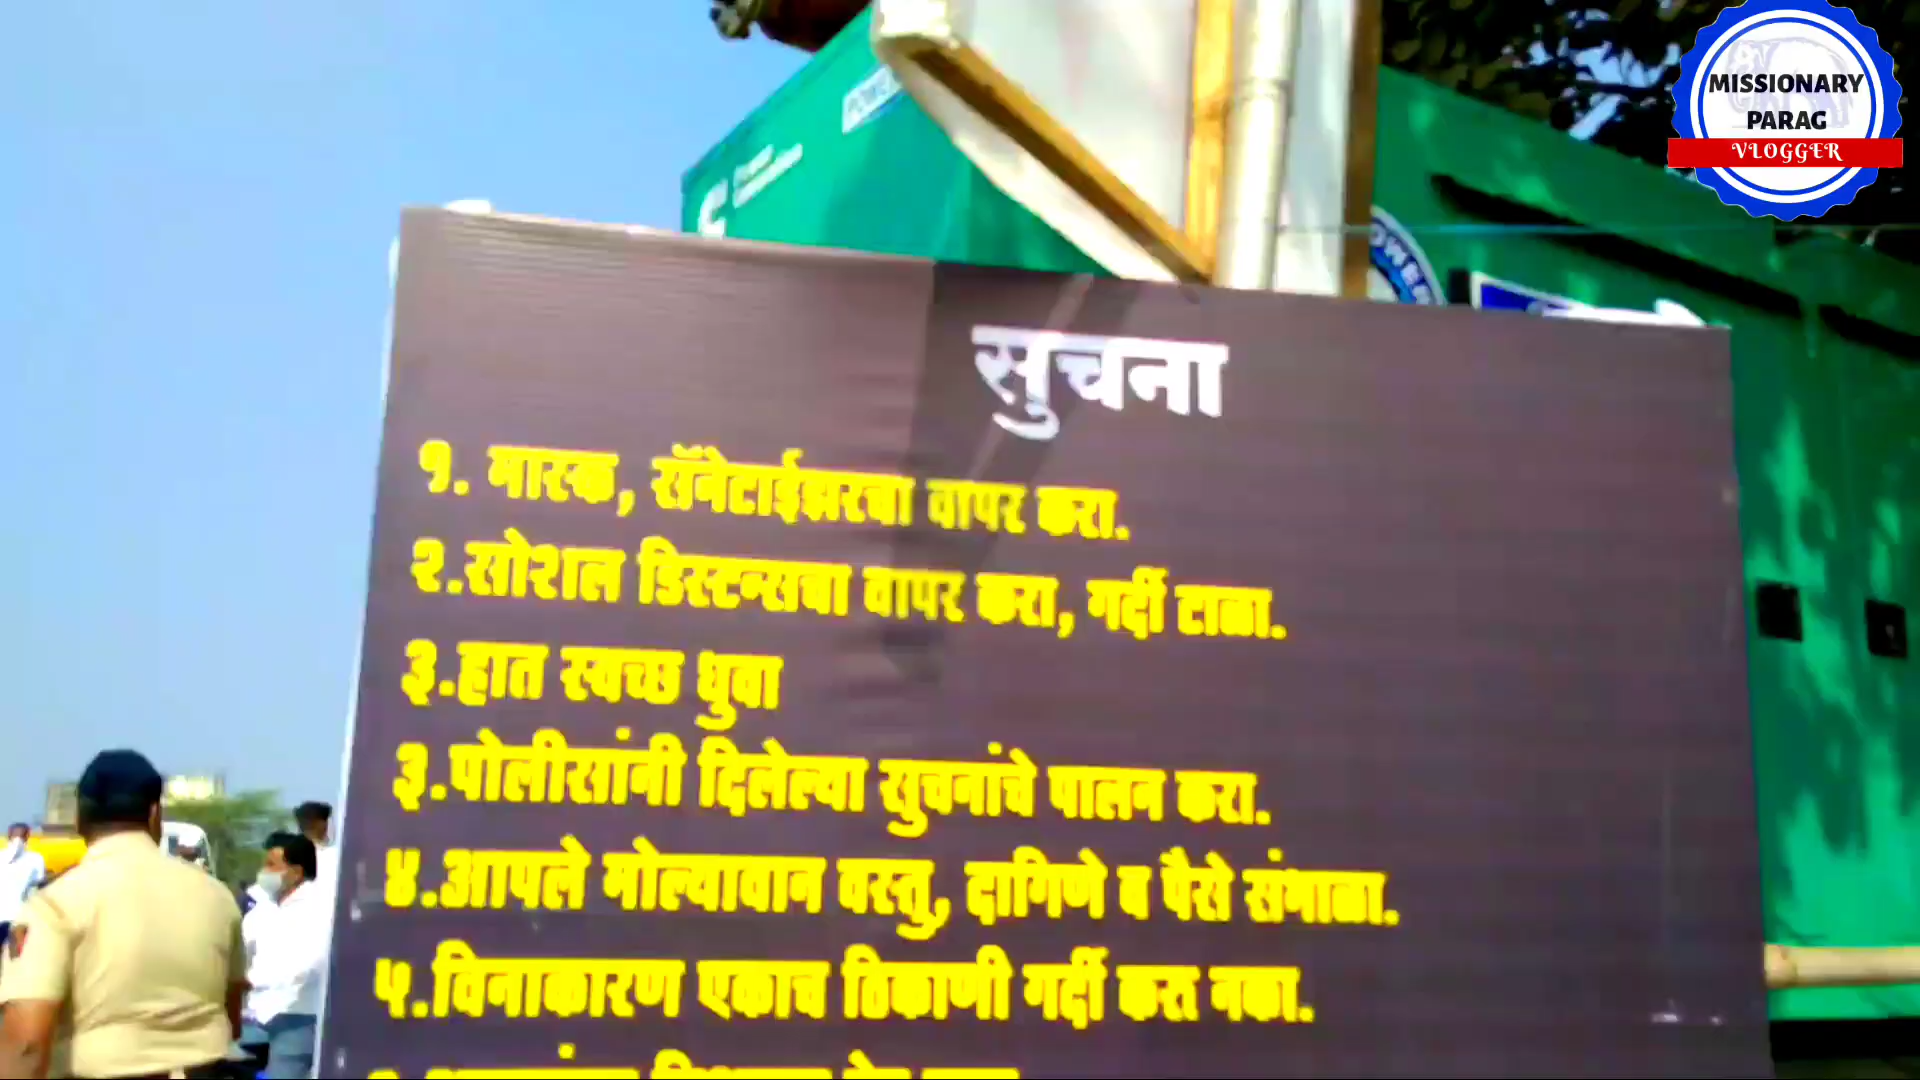 MISSIONARY
PARAG
VLOGGER
सुचना
१. मास्क, सॅनेटाईझरचा वापर करा.
२.सोशल डिस्टन्सचा वापर करा, गर्दी टाळा.
३.हात स्वच्छ धुवा
३.पोलीसांनी दिलेल्या सुचनांचे पालन करा.
४.आपले मोल्यावान वस्तु, दागिणे व पैसे संभाळा.
५.विनाकारण एकाच ठिकाणी गर्दी करु नका.